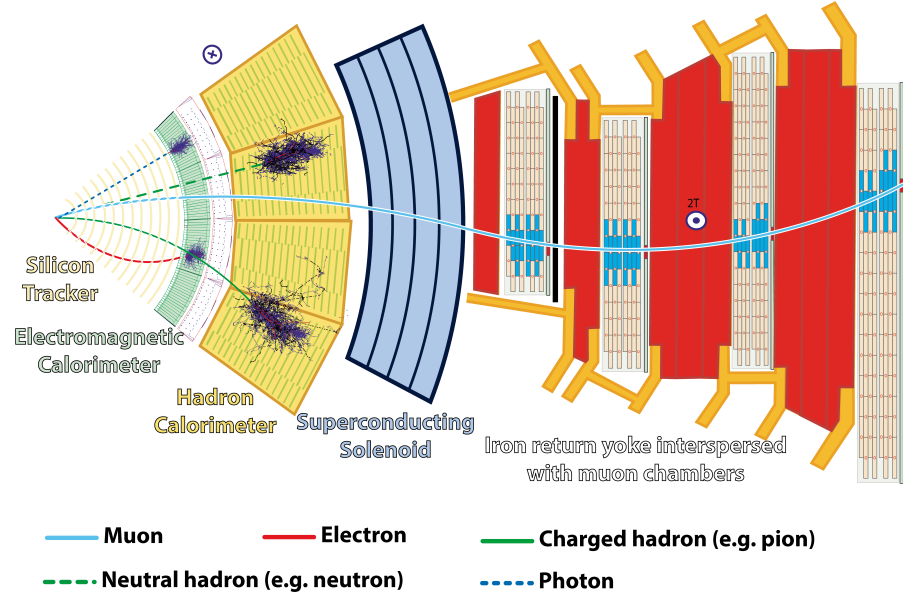 2T
Silicon
Tracker
Electromagnetic
Calorimeter
Hadron
Calorimeter
Superconducting
Solenoid
Iron return yoke interspersed
with muon chambers
Muon
Electron
Charged hadron (e.g. pion)
Neutral hadron (e.g. neutron)
Photon